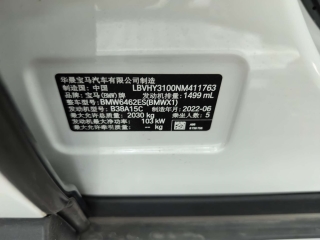 华晨宝马汽车有限公司制造
制造国: 中国 LBVHY3100NM411763
品牌: 宝马(BMW)牌 发动机排量: 1499 mL
整车型号: BMW6462ES(BMWX1)
发动机型号: B38A15C 制造年月: 2022-06
最大允许总质量: 2030 kg 乘坐人数: 5
发动机最大净功率: 103 kW
最大允许 -- kg